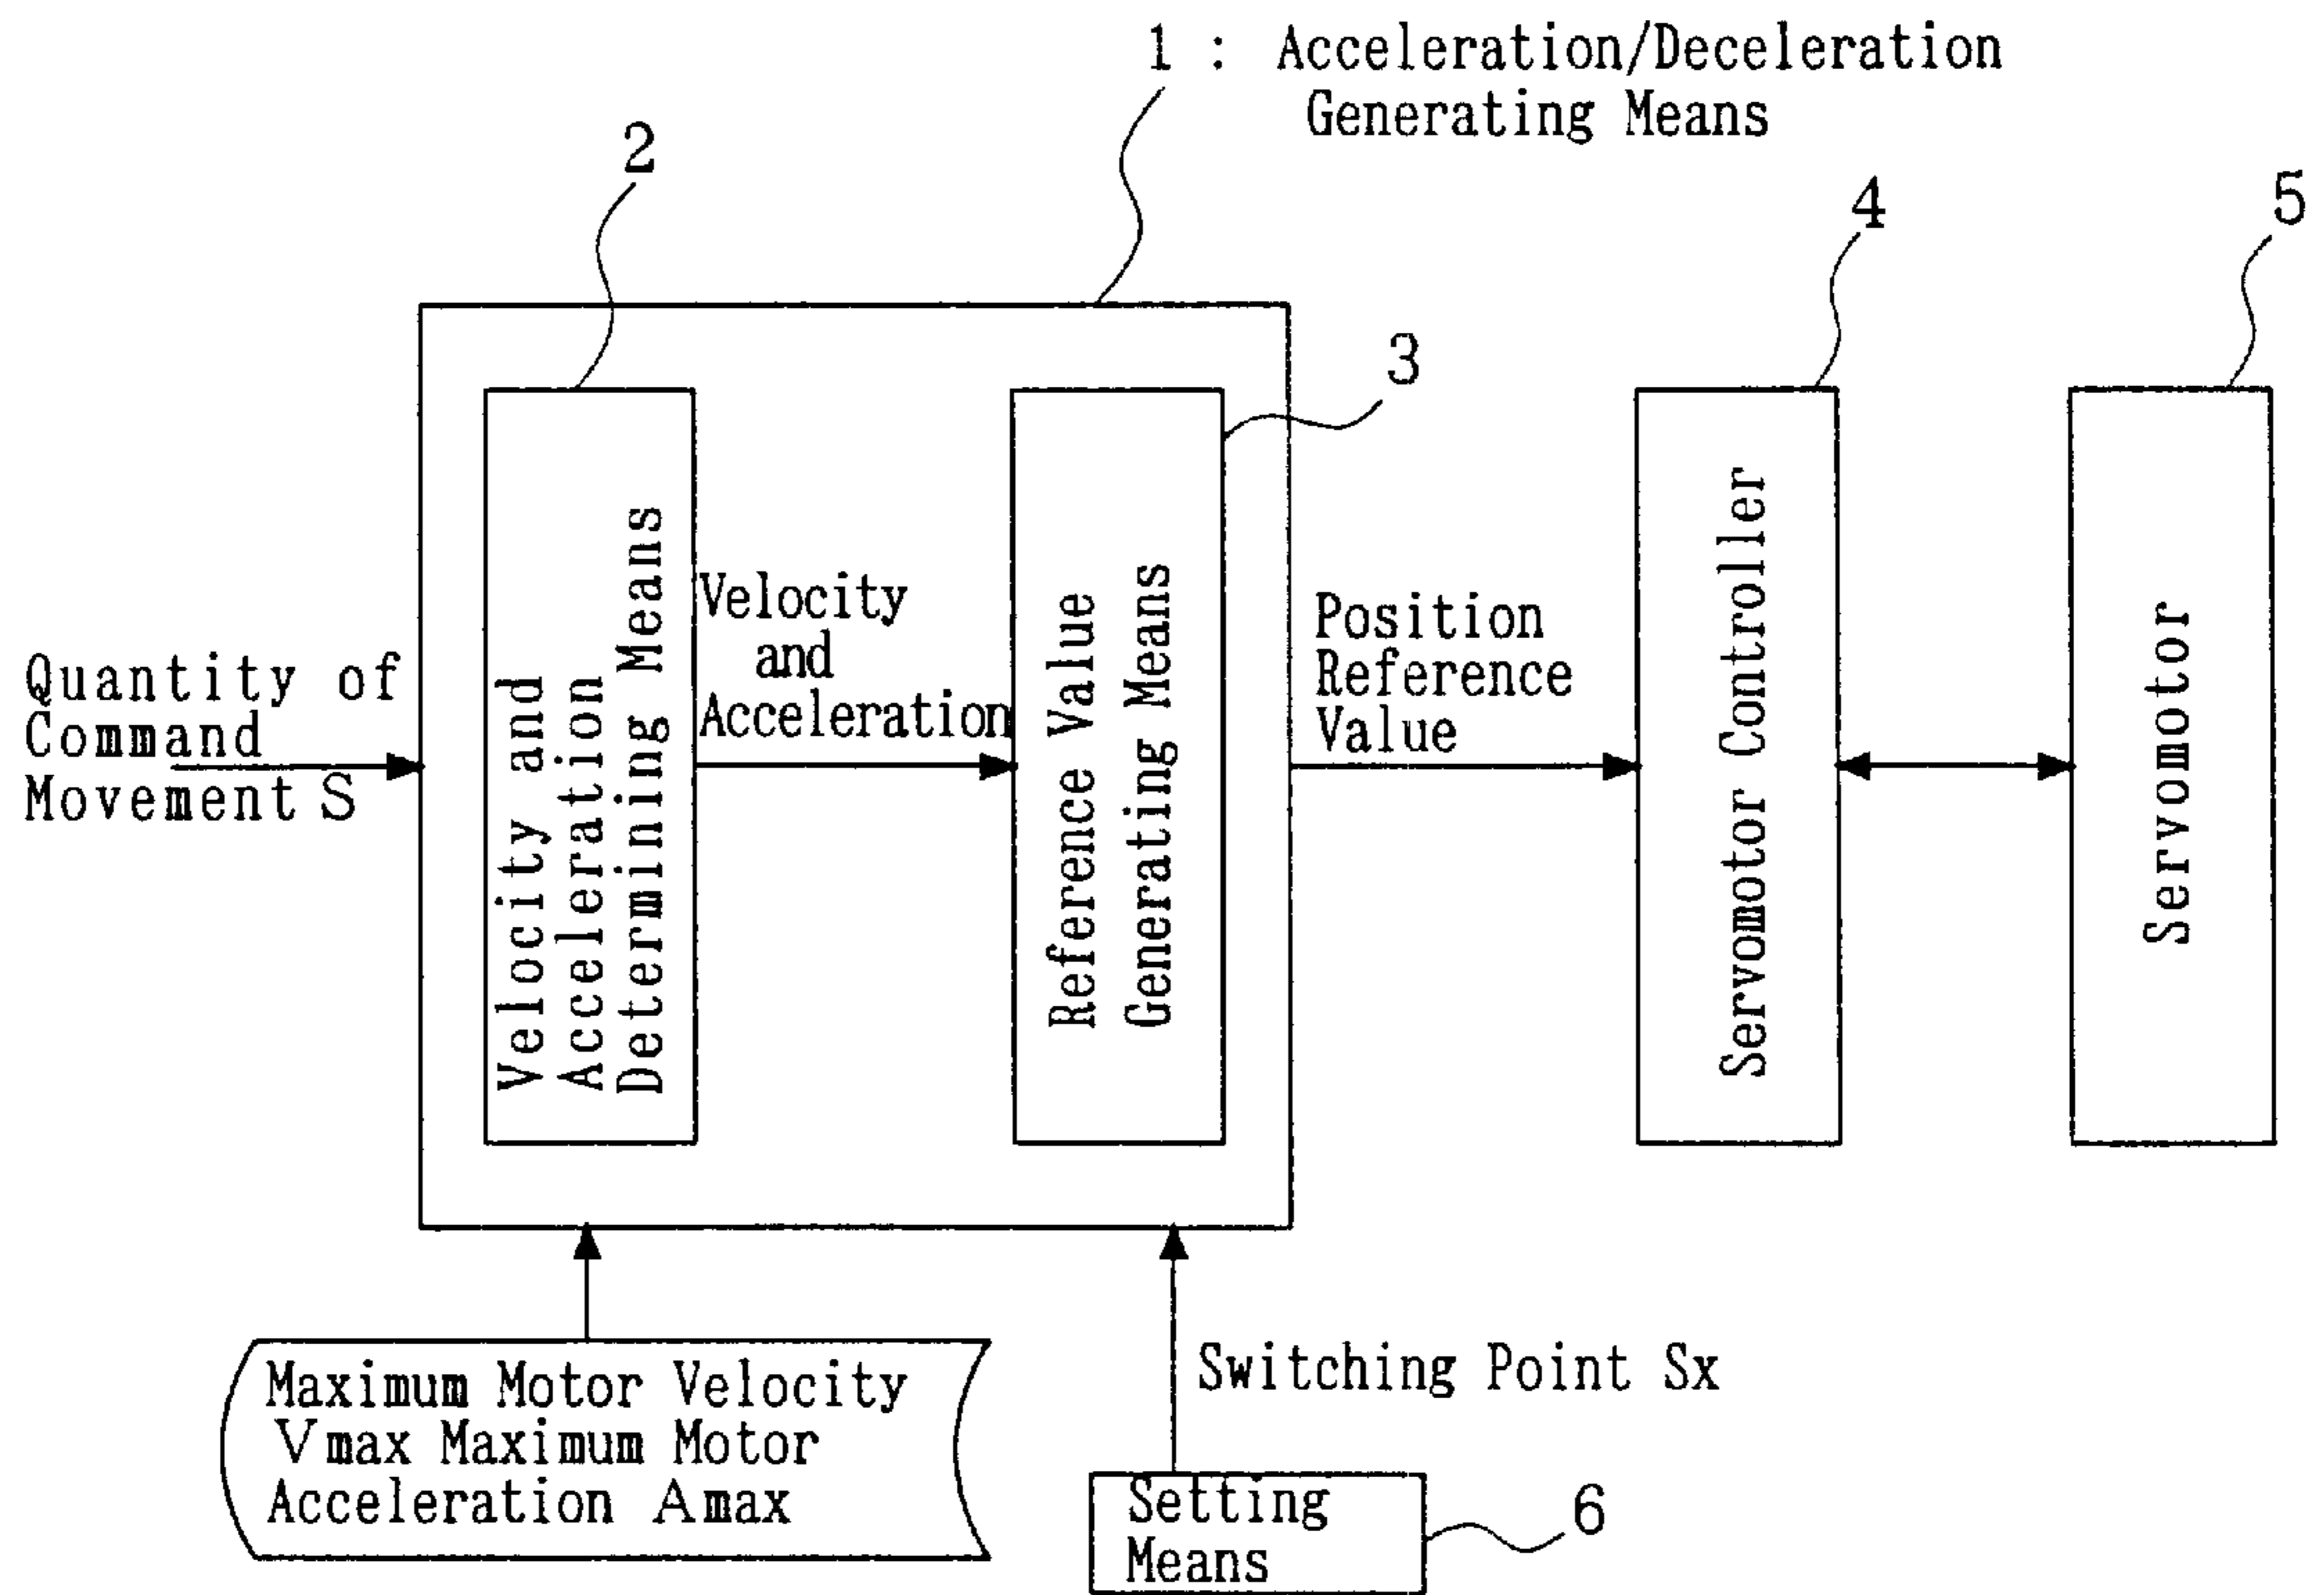 1 : Acceleration/Deceleration
Generating Means
2
3
4
5
Quantity of
Command
Movement S
Velocity and
Acceleration
Determining Means
Velocity
and
Acceleration
Reference Value
Generating Means
Position
Reference
Value
Servomotor Controller
Servomotor
Maximum Motor Velocity
Vmax Maximum Motor
Acceleration Amax
Switching Point Sx
Setting
Means
6